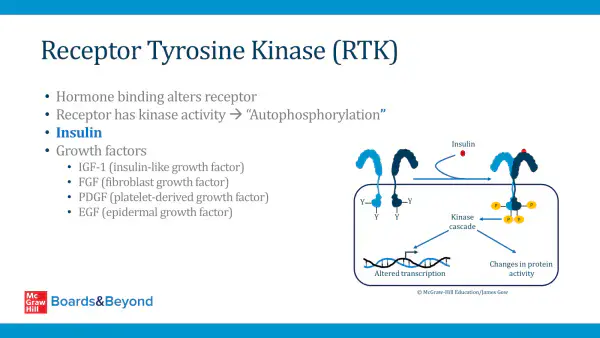 Receptor Tyrosine Kinase (RTK)
• Hormone binding alters receptor
• Receptor has kinase activity → “Autophosphorylation”
• Insulin
• Growth factors
• IGF-1 (insulin-like growth factor)
• FGF (fibroblast growth factor)
• PDGF (platelet-derived growth factor)
• EGF (epidermal growth factor)
Insulin
Y Y
Y Y
P P
P P
Kinase
cascade
Altered transcription
Changes in protein
activity
© McGraw-Hill Education/James Gow
Mc
Graw
Hill
Boards&Beyond